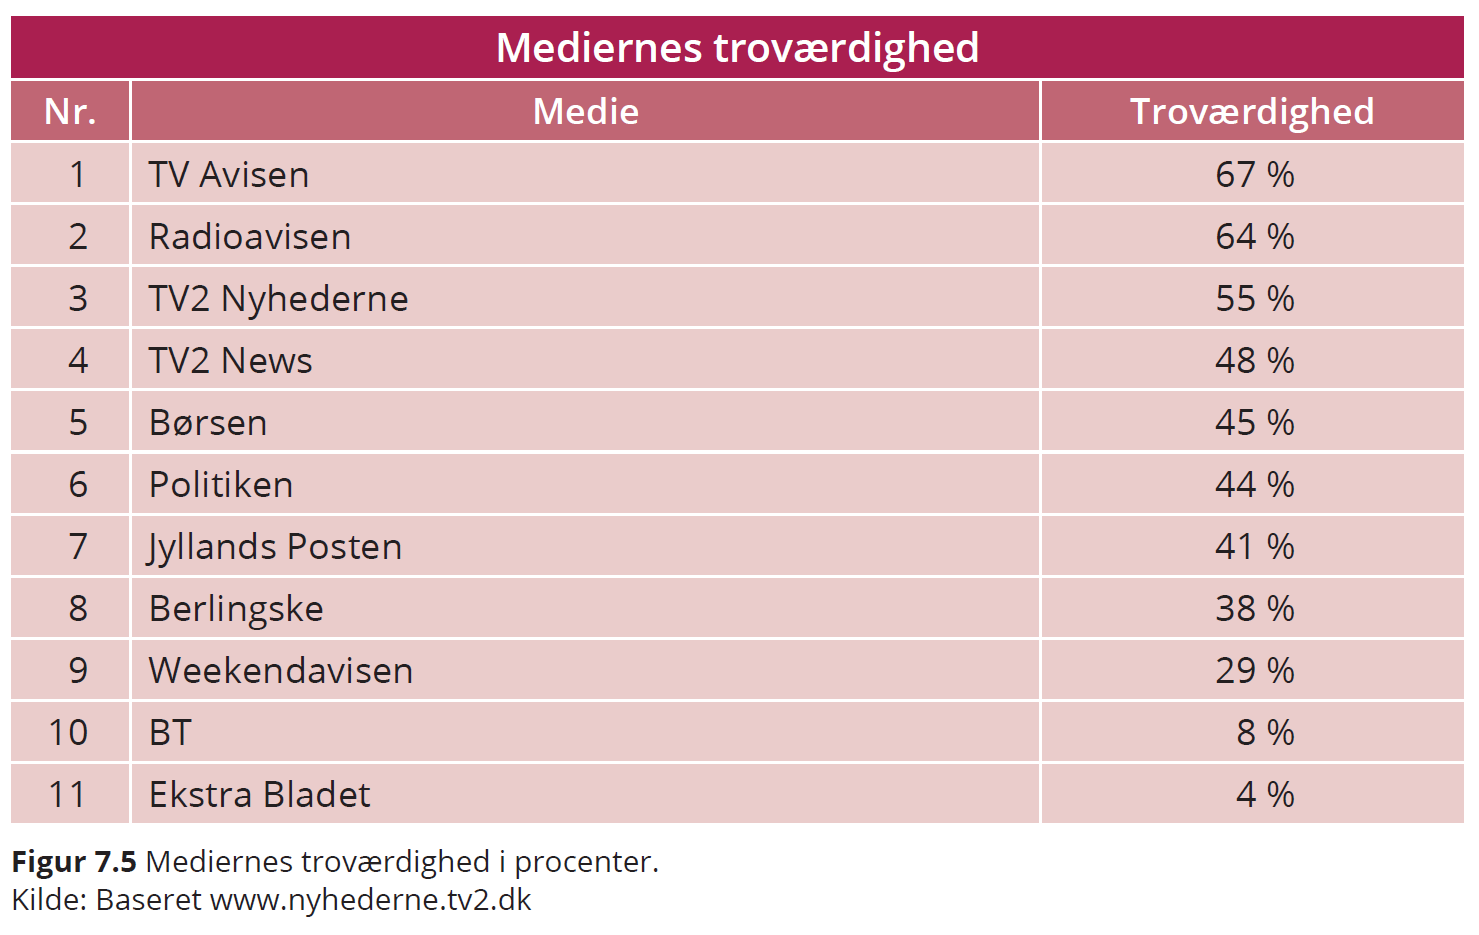 Mediernes troværdighed
Nr. Medie Troværdighed
1 TV Avisen 67 %
2 Radioavisen 64 %
3 TV2 Nyhederne 55 %
4 TV2 News 48 %
5 Børsen 45 %
6 Politiken 44 %
7 Jyllands Posten 41 %
8 Berlingske 38 %
9 Weekendavisen 29 %
10 BT 8 %
11 Ekstra Bladet 4 %
Figur 7.5 Mediernes troværdighed i procenter.
Kilde: Baseret www.nyhederne.tv2.dk